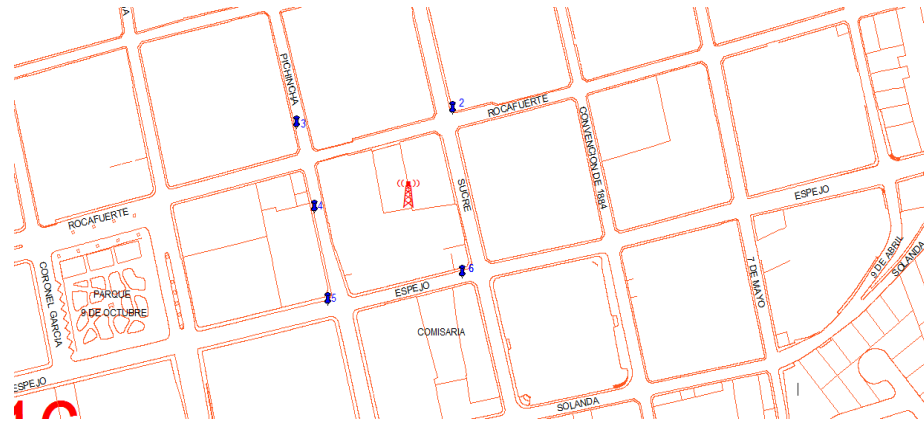 A
PICHINCHA
2
ROCAFUERTE
3
CONVENCION DE 1884
SUCRE
ESPEJO
4
ROCAFUERTE
9 DE ABRIL
SOLANDA
CORONEL GARCIA
PARQUE
9 DE OCTUBRE
6
5
ESPEJO
7 DE MAYO
COMISARIA
ESPEJO
SOLANDA